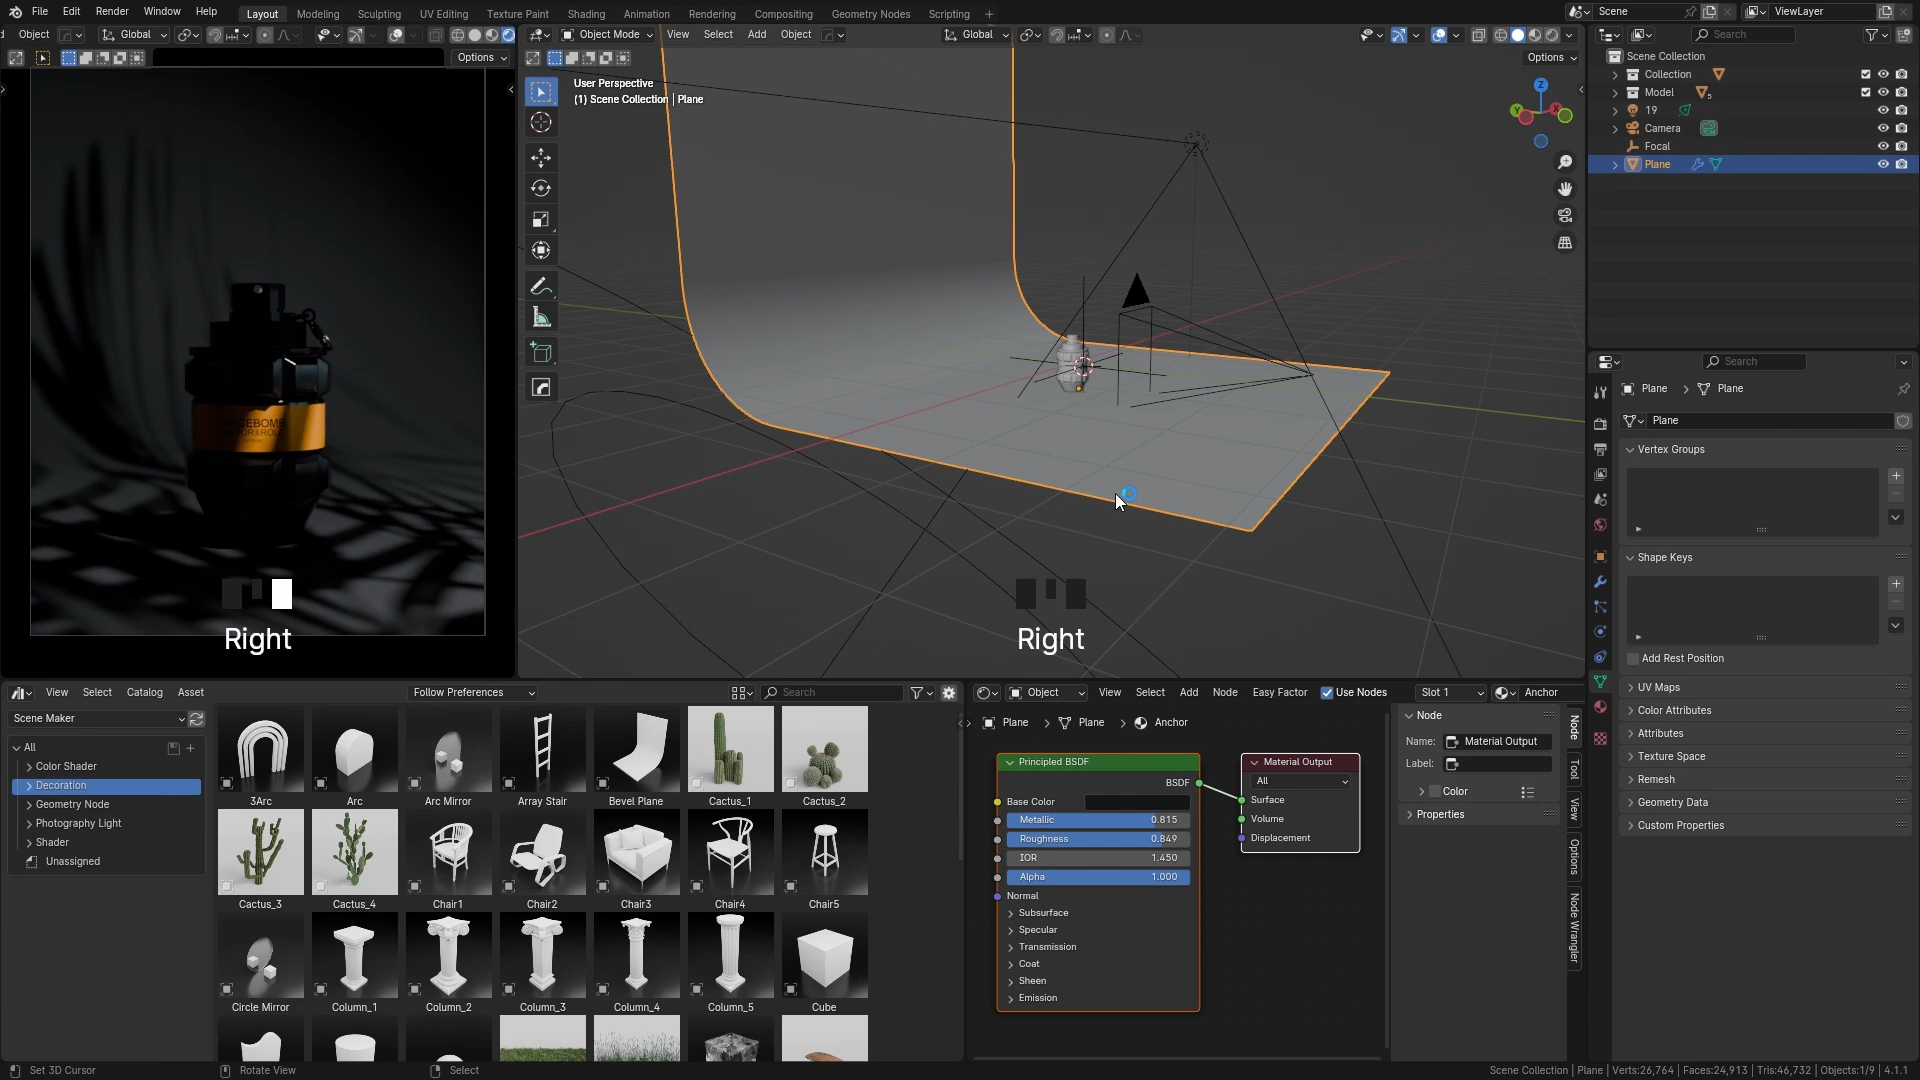 File Edit Render Window Help
Layout Modeling Sculpting UV Editing Texture Paint Shading Animation Rendering Compositing Geometry Nodes Scripting
Scene
ViewLayer
Object Global
Options
Object Mode View Select Add Object Global
Options
Search
User Perspective
(1) Scene Collection | Plane
Z
Y
X
Scene Collection
Collection
Model 5
19
Camera
Focal
Plane
Search
Plane Plane
Plane
Vertex Groups
Shape Keys
Add Rest Position
UV Maps
Color Attributes
Attributes
Texture Space
Remesh
Geometry Data
Custom Properties
Right
Right
View Select Catalog Asset
Follow Preferences
Search
Scene Maker
All
Color Shader
Decoration
Geometry Node
Photography Light
Shader
Unassigned
3Arc Arc Arc Mirror Array Stair Bevel Plane Cactus_1 Cactus_2
Cactus_3 Cactus_4 Chair1 Chair2 Chair3 Chair4 Chair5
Circle Mirror Column_1 Column_2 Column_3 Column_4 Column_5 Cube
Object View Select Add Node Easy Factor Use Nodes Slot 1 Anchor
Plane Plane Anchor
Principled BSDF
BSDF
Base Color
Metallic 0.815
Roughness 0.849
IOR 1.450
Alpha 1.000
Normal
Subsurface
Specular
Transmission
Coat
Sheen
Emission
Material Output
All
Surface
Volume
Displacement
Node
Name: Material Output
Label:
Color
Properties
Node
Tool
View
Options
Node Wrangler
Set 3D Cursor Rotate View Select
Scene Collection | Plane | Verts:26,764 | Faces:24,913 | Tris:46,732 | Objects:1/9 | 4.1.1